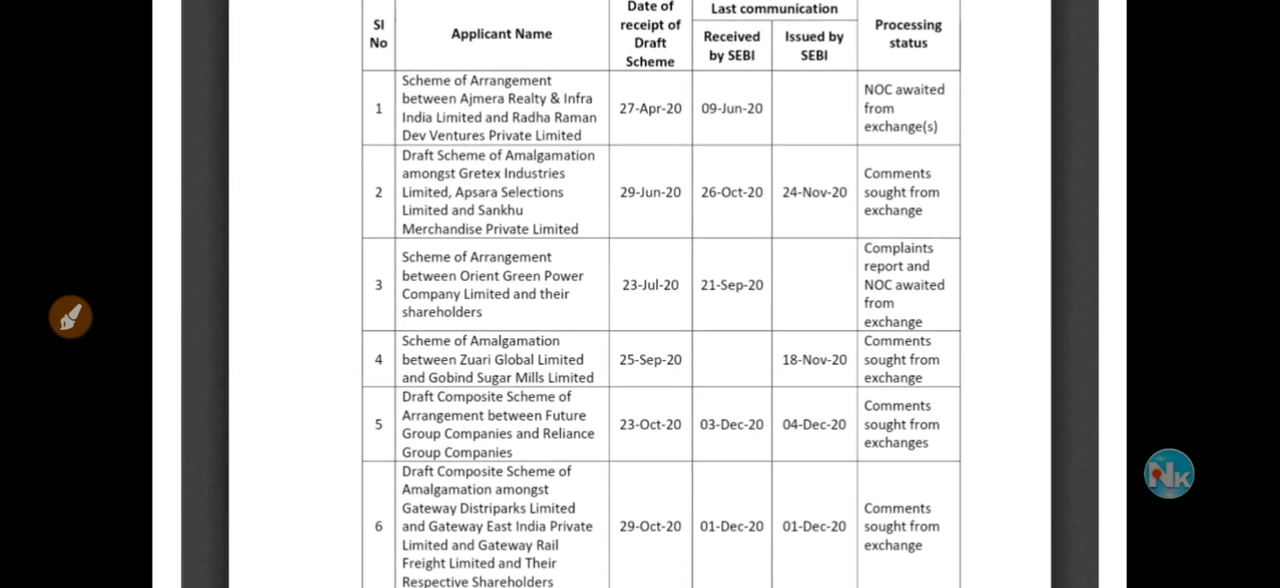 Sl
No
Applicant Name
Date of
receipt of
Draft
Scheme
Last communication
Received
by SEBI
Issued by
SEBI
Processing
status
1
Scheme of Arrangement
between Ajmera Realty & Infra
India Limited and Radha Raman
Dev Ventures Private Limited
27-Apr-20
09-Jun-20
NOC awaited
from
exchange(s)
2
Draft Scheme of Amalgamation
amongst Gretex Industries
Limited, Apsara Selections
Limited and Sankhu
Merchandise Private Limited
29-Jun-20
26-Oct-20
24-Nov-20
Comments
sought from
exchange
3
Scheme of Arrangement
between Orient Green Power
Company Limited and their
shareholders
23-Jul-20
21-Sep-20
Complaints
report and
NOC awaited
from
exchange
4
Scheme of Amalgamation
between Zuari Global Limited
and Gobind Sugar Mills Limited
25-Sep-20
18-Nov-20
Comments
sought from
exchange
5
Draft Composite Scheme of
Arrangement between Future
Group Companies and Reliance
Group Companies
23-Oct-20
03-Dec-20
04-Dec-20
Comments
sought from
exchanges
6
Draft Composite Scheme of
Amalgamation amongst
Gateway Distriparks Limited
and Gateway East India Private
Limited and Gateway Rail
Freight Limited and Their
Respective Shareholders
29-Oct-20
01-Dec-20
01-Dec-20
Comments
sought from
exchange
NK